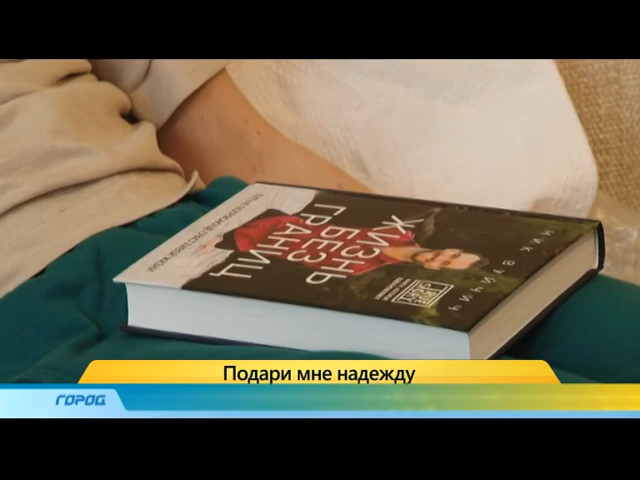 НИК ВУЙЧИЧ
ЖИЗНЬ
БЕЗ
ГРАНИЦ
Подари мне надежду
ГОРОД